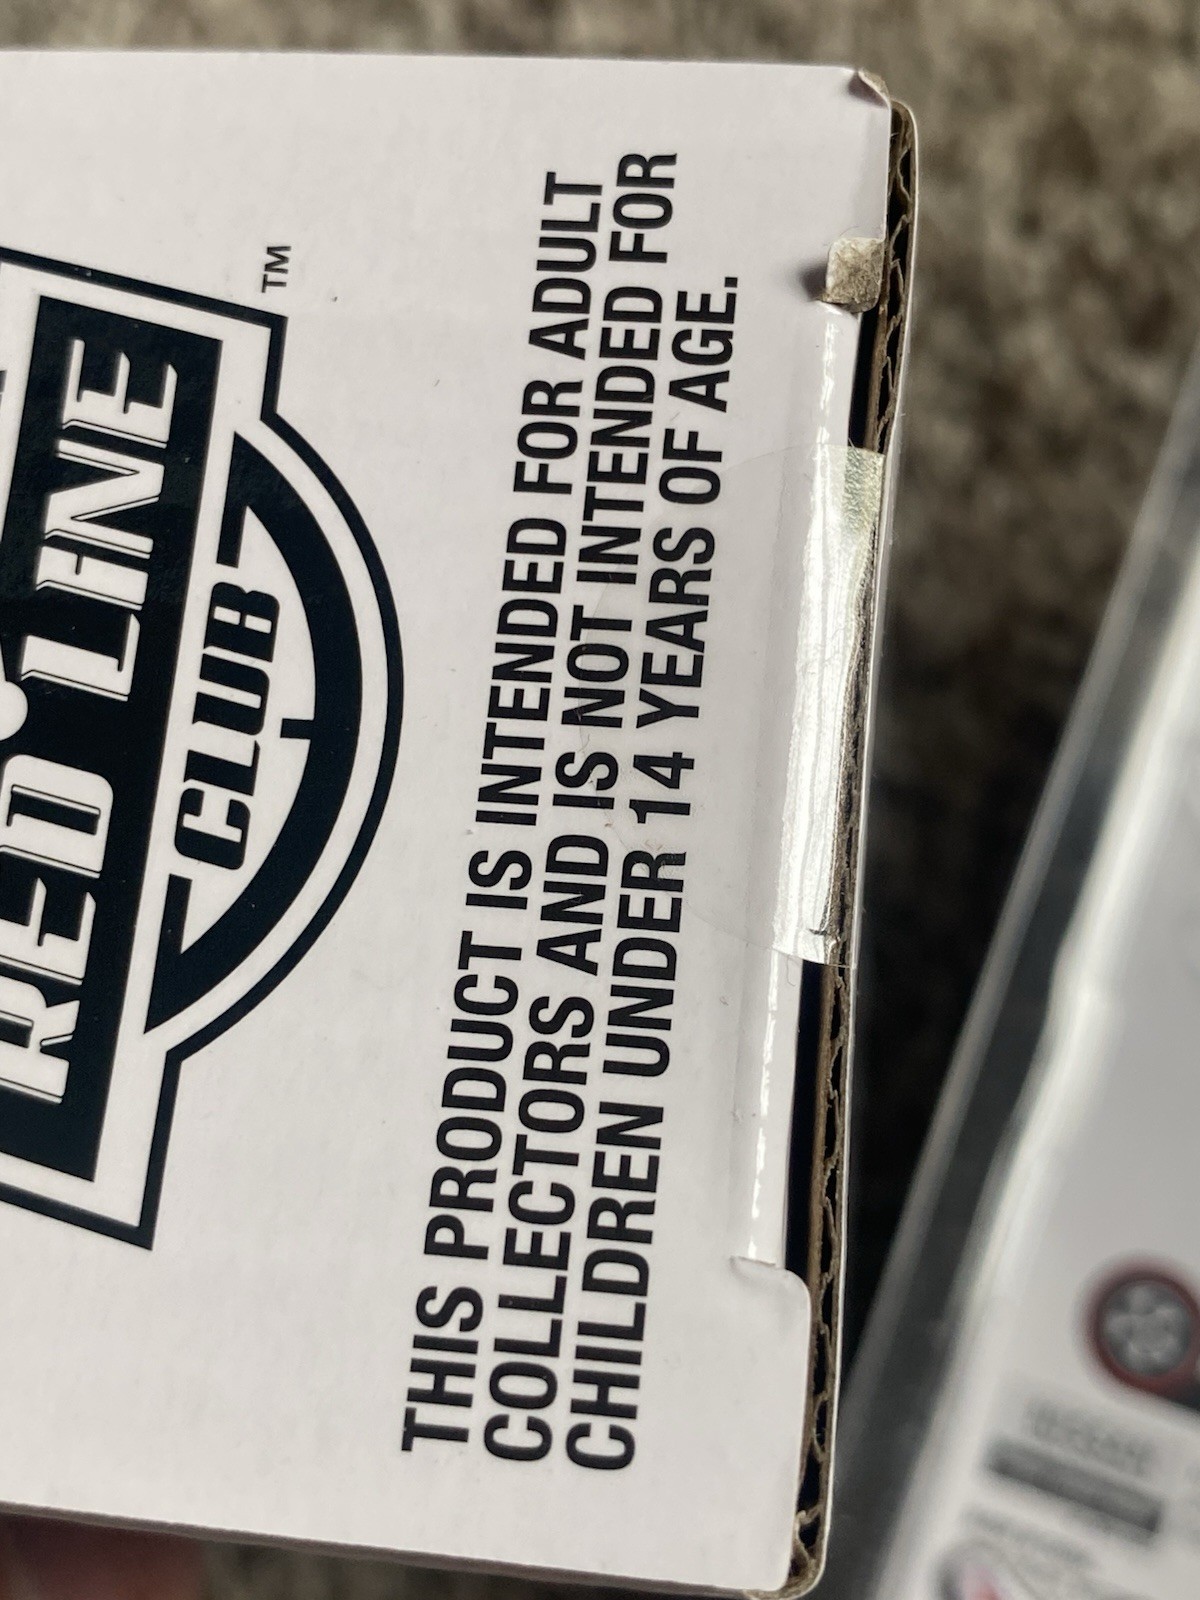 RED LINE
CLUB
TM
THIS PRODUCT IS INTENDED FOR ADULT
COLLECTORS AND IS NOT INTENDED FOR
CHILDREN UNDER 14 YEARS OF AGE.